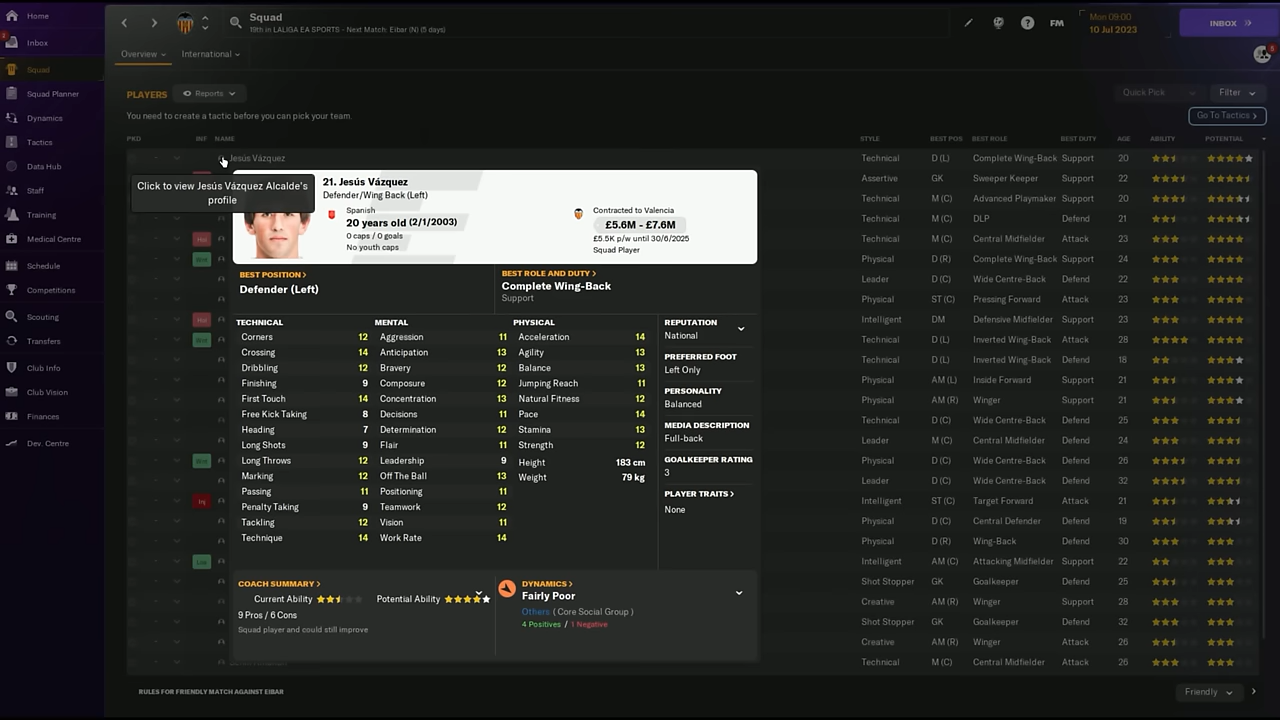 Home
Inbox
2
Squad
Squad Planner
Dynamics
Tactics
Data Hub
Staff
Training
Medical Centre
Schedule
Competitions
Scouting
Transfers
Club Info
Club Vision
Finances
Dev. Centre
Squad
19th in LALIGA EA SPORTS - Next Match: Eibar (N) (5 days)
FM
Mon 09:00
10 Jul 2023
INBOX
Overview
International
PLAYERS
Reports
Quick Pick
Filter
You need to create a tactic before you can pick your team.
Go To Tactics >
PKD INF NAME STYLE BEST POS BEST ROLE BEST DUTY AGE ABILITY POTENTIAL
Jesús Vázquez Technical D (L) Complete Wing-Back Support 20
Click to view Jesús Vázquez Alcalde's
profile
21. Jesús Vázquez
Defender/Wing Back (Left)
Spanish
20 years old (2/1/2003)
0 caps / 0 goals
No youth caps
Contracted to Valencia
£5.6M - £7.6M
£5.5K p/w until 30/6/2025
Squad Player
BEST POSITION >
Defender (Left)
BEST ROLE AND DUTY >
Complete Wing-Back
Support
TECHNICAL
Corners 12
Crossing 14
Dribbling 12
Finishing 9
First Touch 14
Free Kick Taking 8
Heading 7
Long Shots 9
Long Throws 12
Marking 12
Passing 11
Penalty Taking 9
Tackling 12
Technique 14
MENTAL
Aggression 11
Anticipation 13
Bravery 12
Composure 12
Concentration 13
Decisions 11
Determination 12
Flair 11
Leadership 9
Off The Ball 13
Positioning 11
Teamwork 12
Vision 11
Work Rate 14
PHYSICAL
Acceleration 14
Agility 13
Balance 13
Jumping Reach 11
Natural Fitness 12
Pace 14
Stamina 13
Strength 12
Height 183 cm
Weight 79 kg
REPUTATION
National
PREFERRED FOOT
Left Only
PERSONALITY
Balanced
MEDIA DESCRIPTION
Full-back
GOALKEEPER RATING
3
PLAYER TRAITS >
None
COACH SUMMARY >
Current Ability
Potential Ability
9 Pros / 6 Cons
Squad player and could still improve
DYNAMICS >
Fairly Poor
Others ( Core Social Group )
4 Positives / 1 Negative
Assertive GK Sweeper Keeper Support 22
Technical M (C) Advanced Playmaker Support 20
Technical M (C) DLP Defend 21
Technical M (C) Central Midfielder Attack 23
Physical D (R) Complete Wing-Back Support 24
Leader D (C) Wide Centre-Back Defend 22
Physical ST (C) Pressing Forward Attack 23
Intelligent DM Defensive Midfielder Support 23
Technical D (L) Inverted Wing-Back Attack 28
Technical D (L) Inverted Wing-Back Defend 18
Physical AM (L) Inside Forward Support 21
Physical AM (R) Winger Support 21
Technical D (C) Wide Centre-Back Defend 25
Leader M (C) Central Midfielder Attack 24
Physical D (C) Wide Centre-Back Defend 26
Leader D (C) Wide Centre-Back Defend 32
Inj Intelligent ST (C) Target Forward Attack 21
Physical D (C) Central Defender Defend 19
Physical D (R) Wing-Back Defend 30
Intelligent AM (C) Attacking Midfielder Support 22
Shot Stopper GK Goalkeeper Defend 25
Creative AM (R) Winger Support 28
Shot Stopper GK Goalkeeper Defend 32
Creative AM (R) Winger Attack 26
Technical M (C) Central Midfielder Attack 26
RULES FOR FRIENDLY MATCH AGAINST EIBAR
Friendly